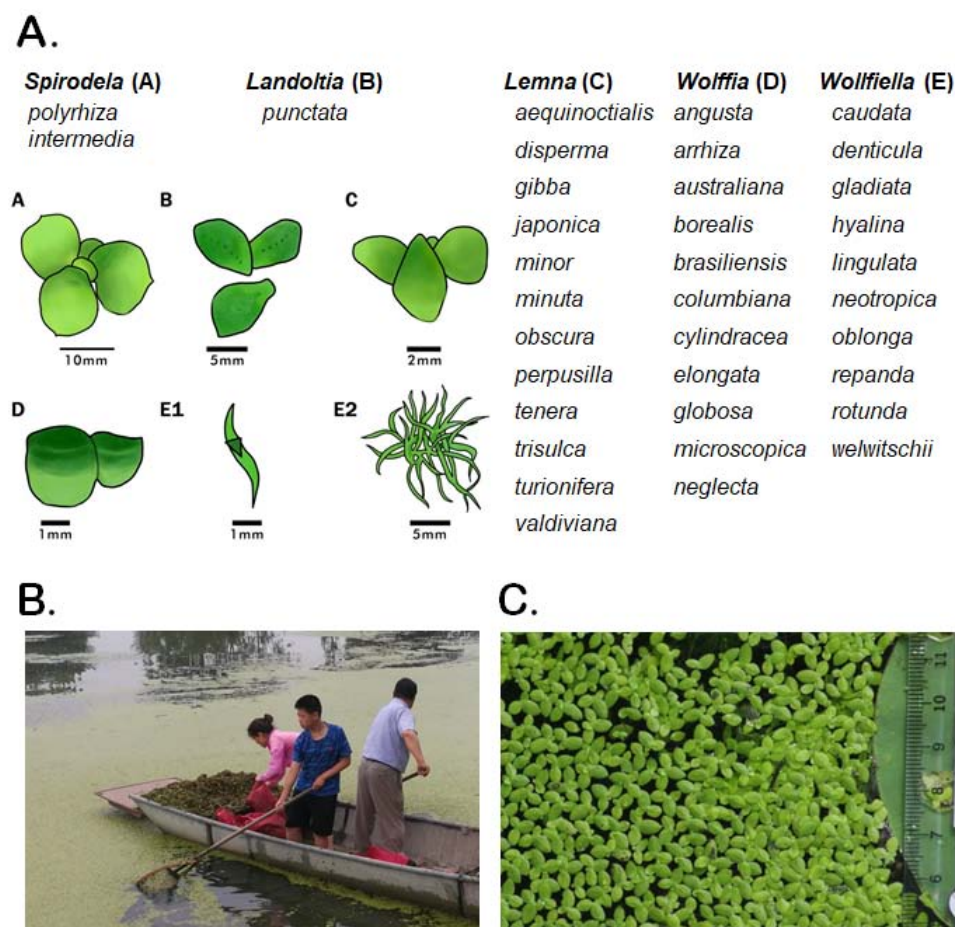 A.
Spirodela (A) Landoltia (B) Lemna (C) Wolffia (D) Wollfiella (E)
polyrhiza punctata aequinoctialis angusta caudata
intermedia
disperma arrhiza denticula
gibba australiana gladiata
japonica borealis hyalina
minor brasiliensis lingulata
minuta columbiana neotropica
obscura cylindracea oblonga
perpusilla elongata repanda
tenera globosa rotunda
trisulca microscopica welwitschii
turionifera neglecta
valdiviana
A B C
10mm 5mm 2mm
D E1 E2
1mm 1mm 5mm
B. C.
11
10
9
8
7
6